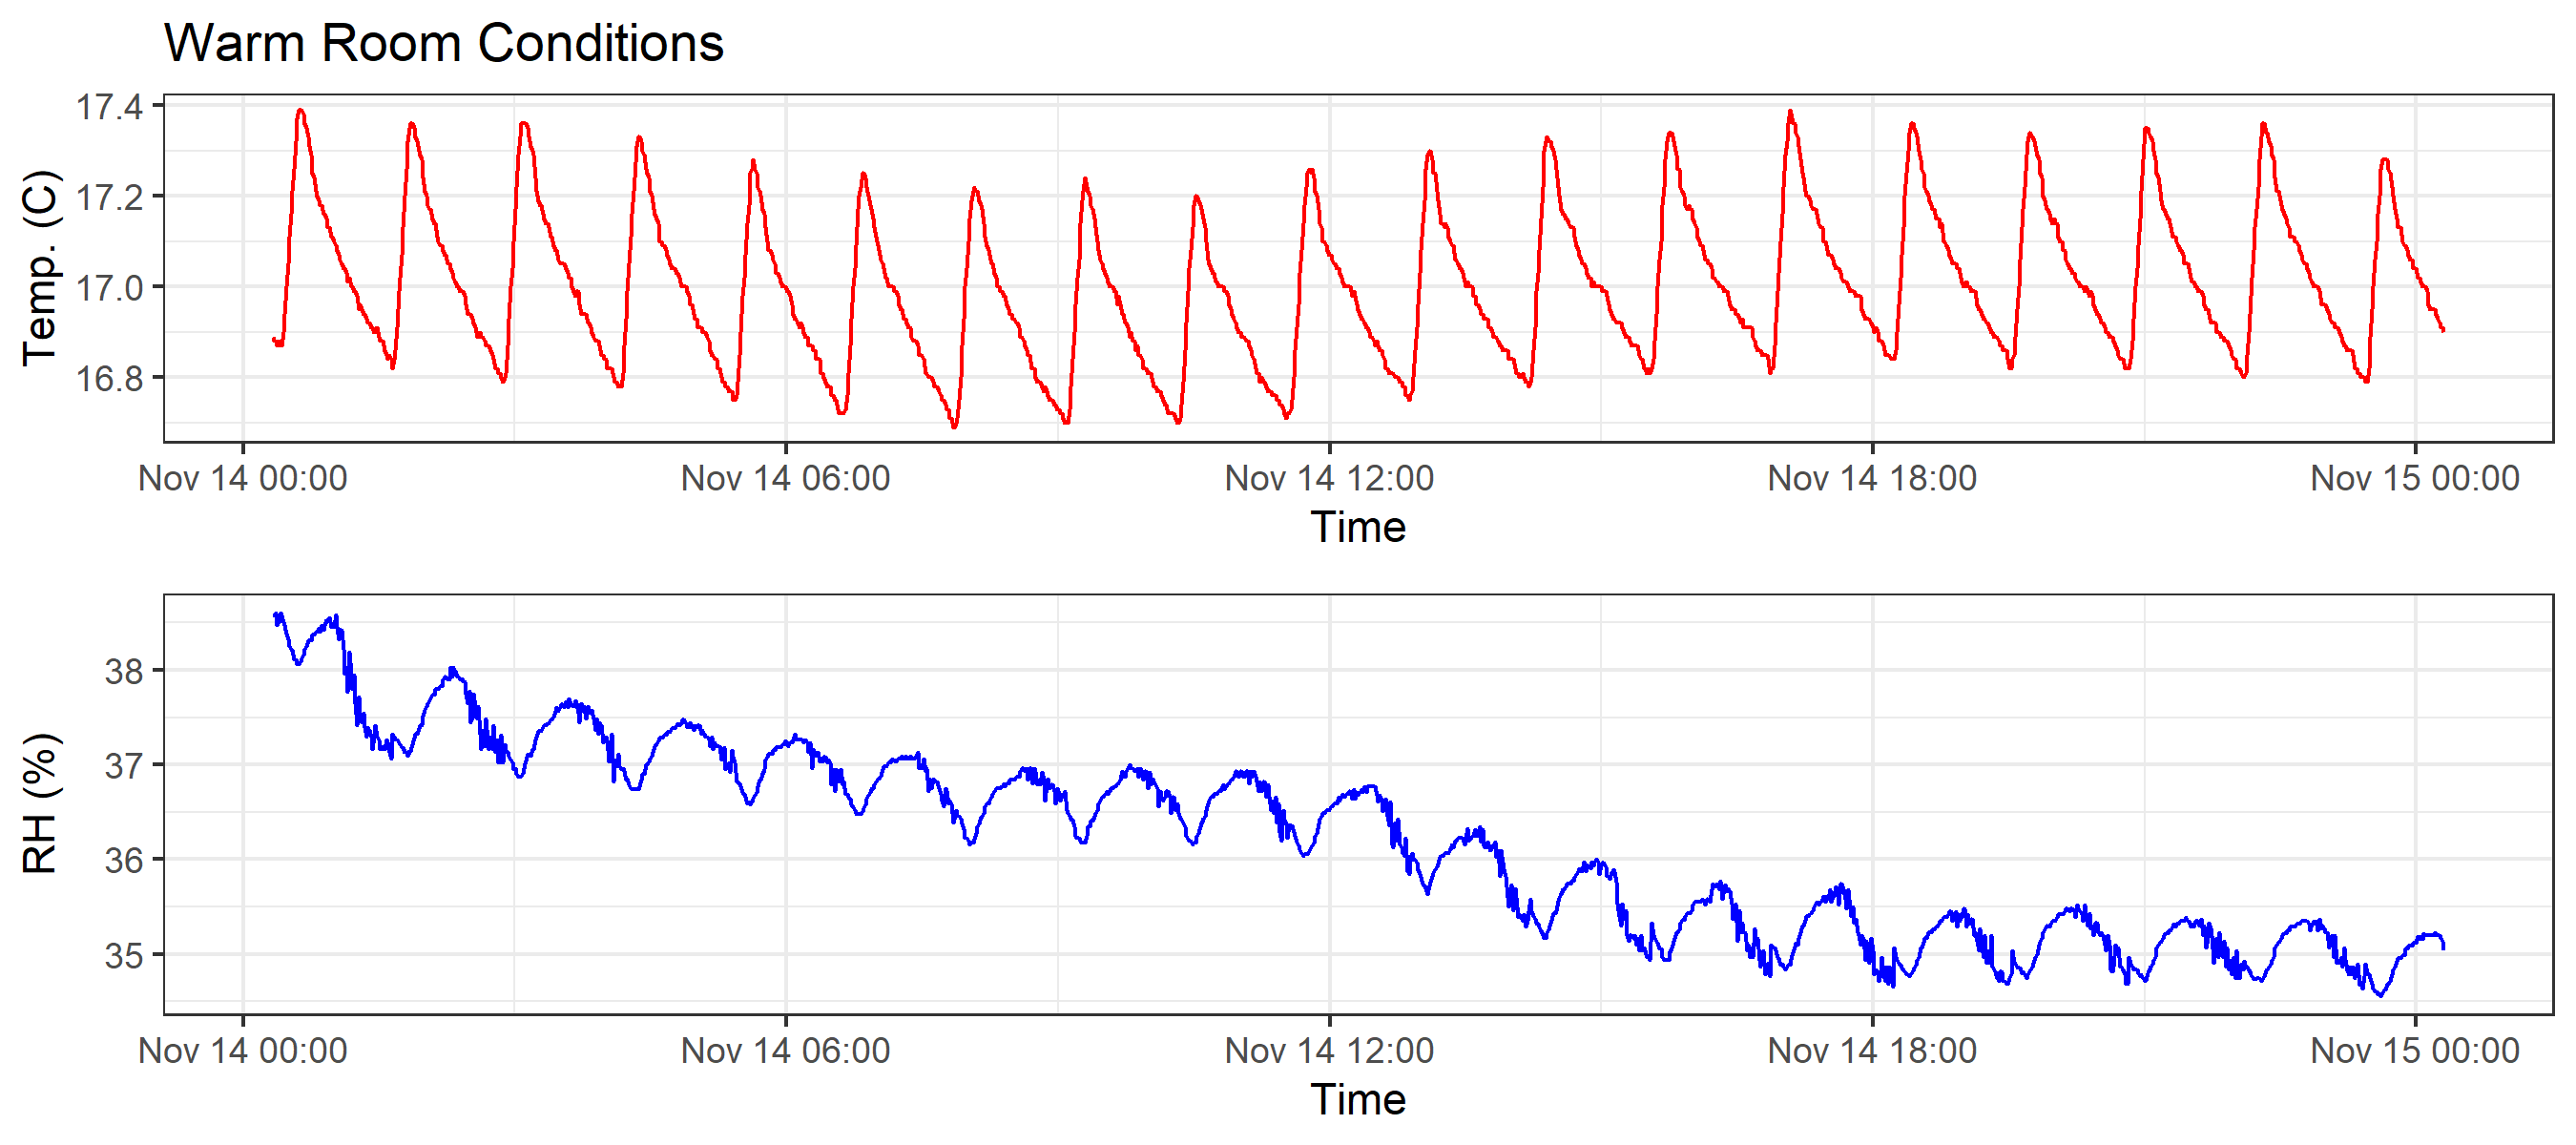 Warm Room Conditions
Temp. (C)
17.4
17.2
17.0
16.8
Nov 14 00:00 Nov 14 06:00 Nov 14 12:00 Nov 14 18:00 Nov 15 00:00
Time
RH (%)
38
37
36
35
Nov 14 00:00 Nov 14 06:00 Nov 14 12:00 Nov 14 18:00 Nov 15 00:00
Time